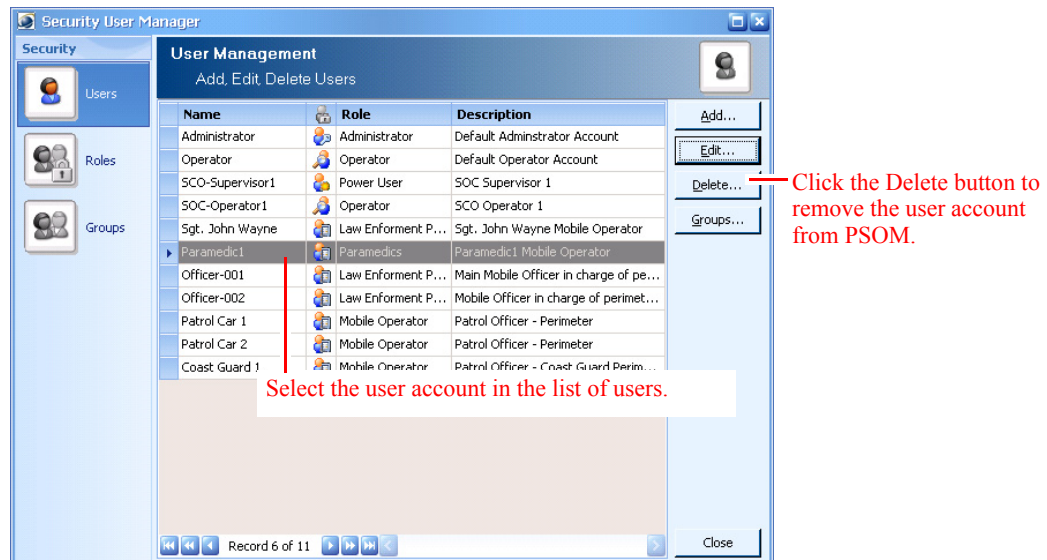 Security User Manager
Security
Users
Roles
Groups
User Management
Add, Edit, Delete Users
Name Role Description
Administrator Administrator Default Adminstrator Account
Operator Operator Default Operator Account
SCO-Supervisor1 Power User SOC Supervisor 1
SOC-Operator1 Operator SCO Operator 1
Sgt. John Wayne Law Enforment P... Sgt. John Wayne Mobile Operator
Paramedic1 Paramedics Paramedic1 Mobile Operator
Officer-001 Law Enforment P... Main Mobile Officer in charge of pe...
Officer-002 Law Enforment P... Mobile Officer in charge of perimet...
Patrol Car 1 Mobile Operator Patrol Officer - Perimeter
Patrol Car 2 Mobile Operator Patrol Officer - Perimeter
Coast Guard 1 Mobile Operator Patrol Officer - Coast Guard Perim...
Record 6 of 11
Add...
Edit...
Delete...
Groups...
Close
Click the Delete button to
remove the user account
from PSOM.
Select the user account in the list of users.